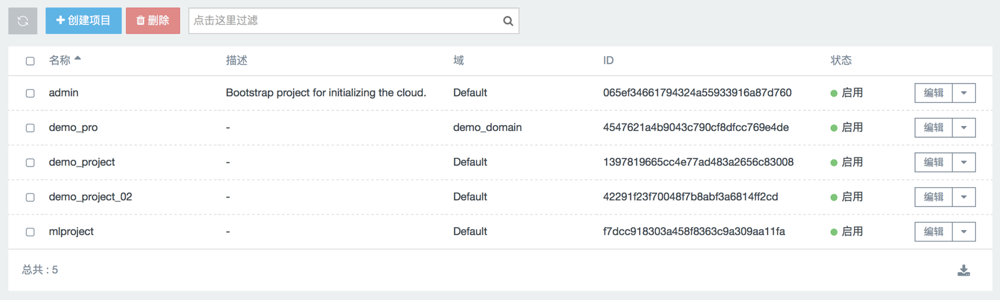 创建项目 删除 点击这里过滤
名称 描述 域 ID 状态
admin Bootstrap project for initializing the cloud. Default 065ef34661794324a55933916a87d760 启用 编辑
demo_pro - demo_domain 4547621a4b9043c790cf8dfcc769e4de 启用 编辑
demo_project - Default 1397819665cc4e77ad483a2656c83008 启用 编辑
demo_project_02 - Default 42291f23f70048f7b8abf3a6814ff2cd 启用 编辑
mlproject - Default f7dcc918303a458f8363c9a309aa11fa 启用 编辑
总共 : 5